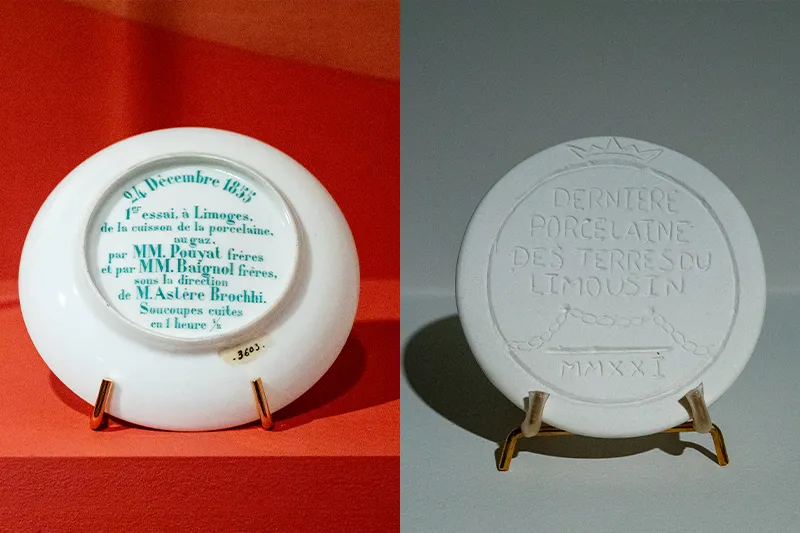 24 Décembre 1855
1er essai, à Limoges,
de la cuisson de la porcelaine,
au gaz,
par MM. Pouyat frères
et par MM. Baignol frères,
sous la direction
de M. Astère Brochhi.
Soucoupes cuites
en 1 heure ½
.3603.
DERNIÈRE
PORCELAINE
DES TERRES DU
LIMOUSIN
MMXXI